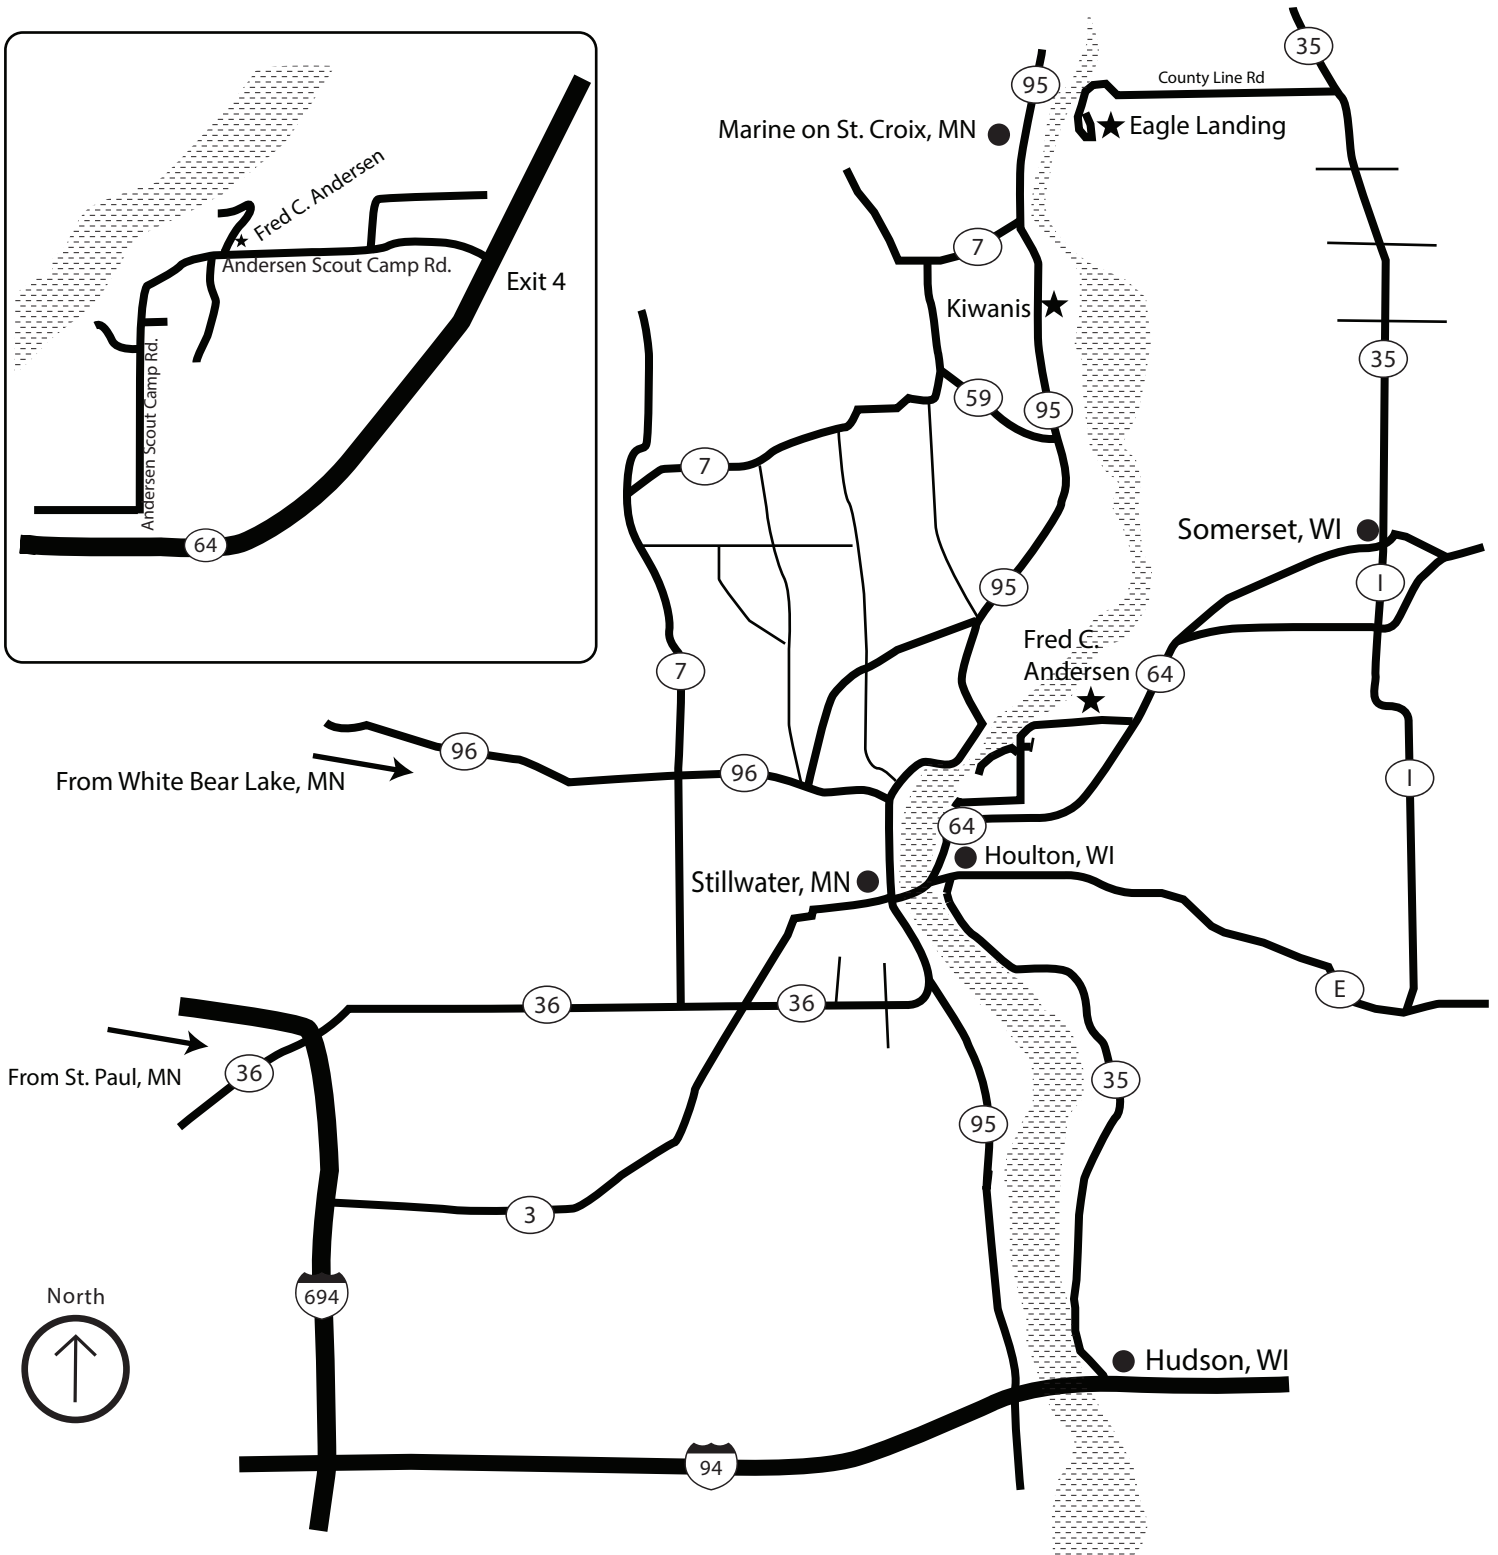 35
95
County Line Rd
Marine on St. Croix, MN
Eagle Landing
Fred C. Andersen
Andersen Scout Camp Rd.
Exit 4
Andersen Scout Camp Rd.
64
7
Kiwanis
35
59
95
7
Somerset, WI
I
95
Fred C.
Andersen
64
7
96
96
From White Bear Lake, MN
I
64
Houlton, WI
Stillwater, MN
E
36
36
From St. Paul, MN
36
35
95
3
694
North
Hudson, WI
94